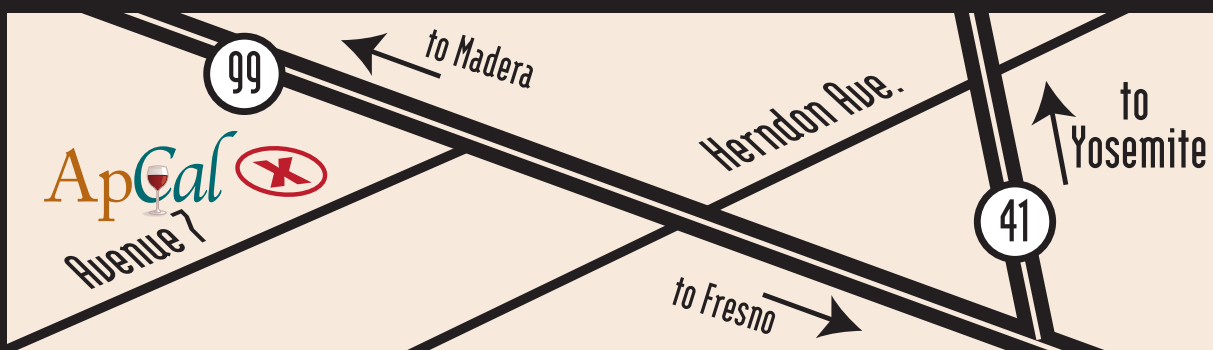 to Madera
99
Herndon Ave.
to
Yosemite
ApCal X
Avenue 7
41
to Fresno